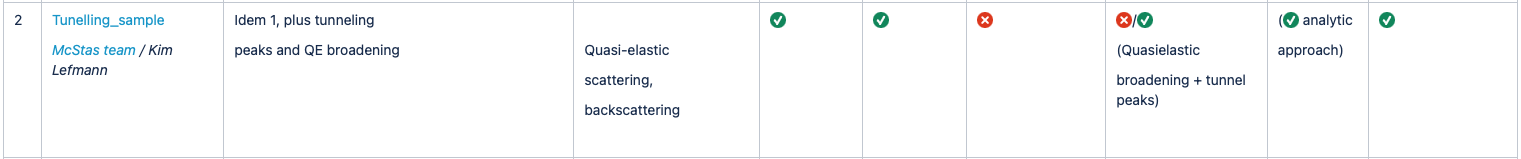 2
Tunelling_sample
McStas team / Kim
Lefmann
Idem 1, plus tunneling
peaks and QE broadening
Quasi-elastic
scattering,
backscattering
/
(Quasielastic
broadening + tunnel
peaks)
( analytic
approach)